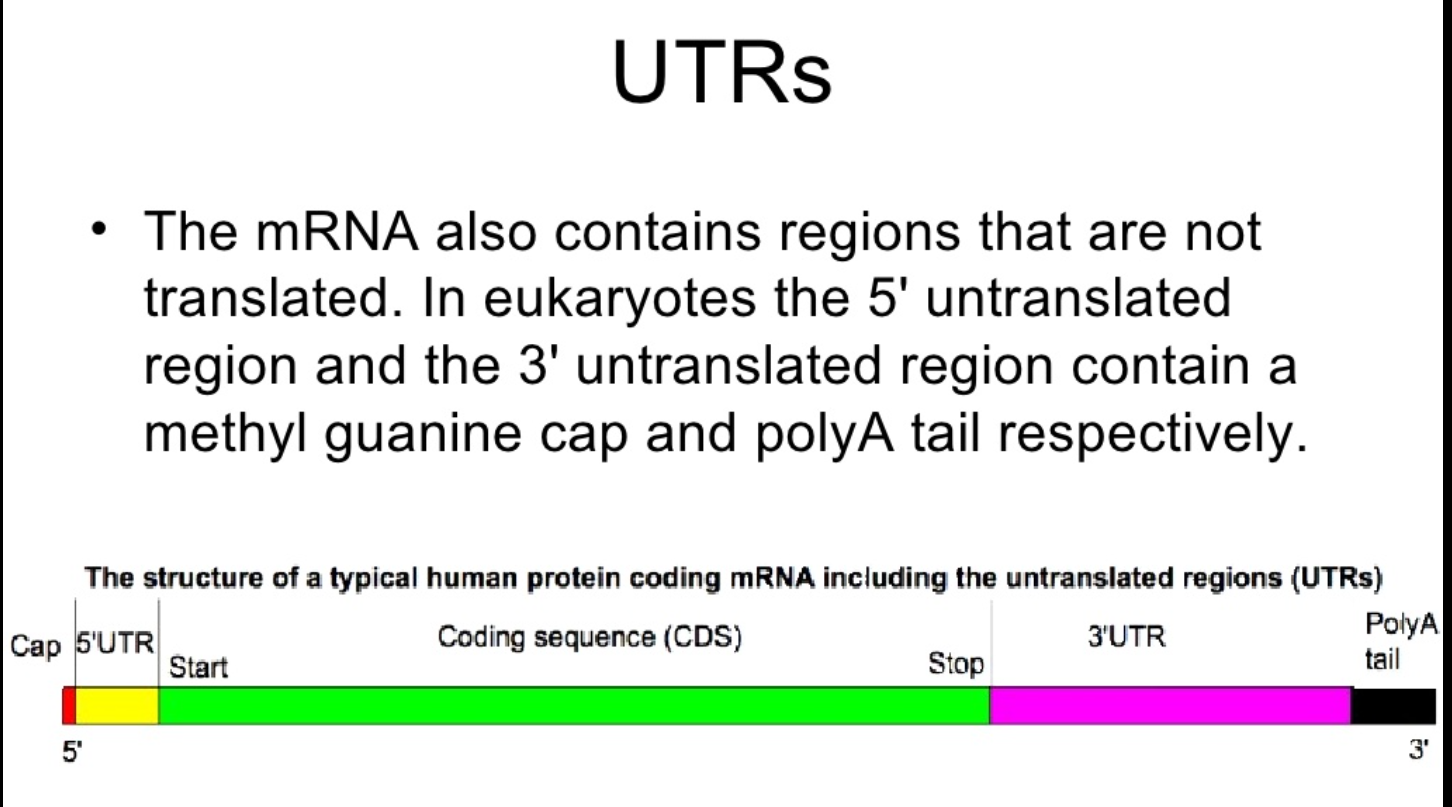 UTRs
• The mRNA also contains regions that are not
translated. In eukaryotes the 5' untranslated
region and the 3' untranslated region contain a
methyl guanine cap and polyA tail respectively.
The structure of a typical human protein coding mRNA including the untranslated regions (UTRs)
Cap 5'UTR Start Coding sequence (CDS) Stop 3'UTR PolyA
tail
5' 3'